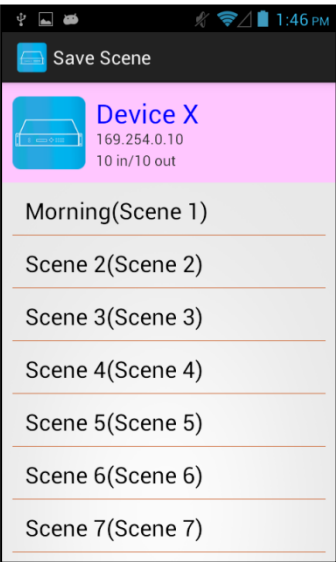 1:46 PM
Save Scene
Device X
169.254.0.10
10 in/10 out
Morning(Scene 1)
Scene 2(Scene 2)
Scene 3(Scene 3)
Scene 4(Scene 4)
Scene 5(Scene 5)
Scene 6(Scene 6)
Scene 7(Scene 7)